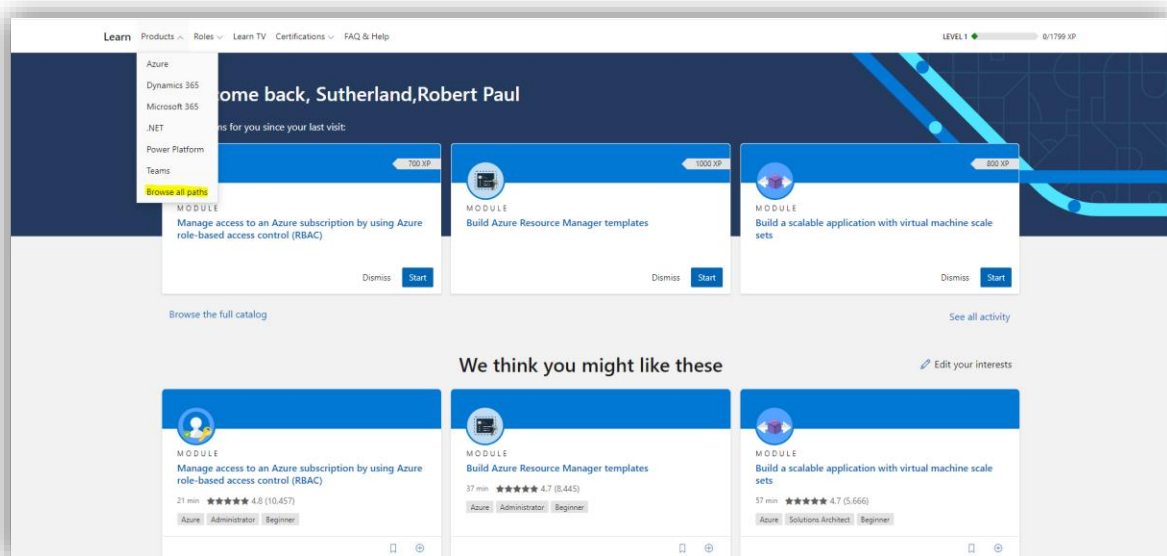 Learn Products Roles Learn TV Certifications FAQ & Help
LEVEL 1 0/1799 XP
Azure
Dynamics 365
Microsoft 365
.NET
Power Platform
Teams
Browse all paths
come back, Sutherland,Robert Paul
ns for you since your last visit:
700 XP
MODULE
Manage access to an Azure subscription by using Azure
role-based access control (RBAC)
Dismiss Start
1000 XP
MODULE
Build Azure Resource Manager templates
Dismiss Start
800 XP
MODULE
Build a scalable application with virtual machine scale
sets
Dismiss Start
Browse the full catalog
See all activity
We think you might like these
Edit your interests
MODULE
Manage access to an Azure subscription by using Azure
role-based access control (RBAC)
21 min ★★★★★ 4.8 (10,457)
Azure Administrator Beginner
MODULE
Build Azure Resource Manager templates
37 min ★★★★★ 4.7 (8,445)
Azure Administrator Beginner
MODULE
Build a scalable application with virtual machine scale
sets
57 min ★★★★★ 4.7 (5,666)
Azure Solutions Architect Beginner